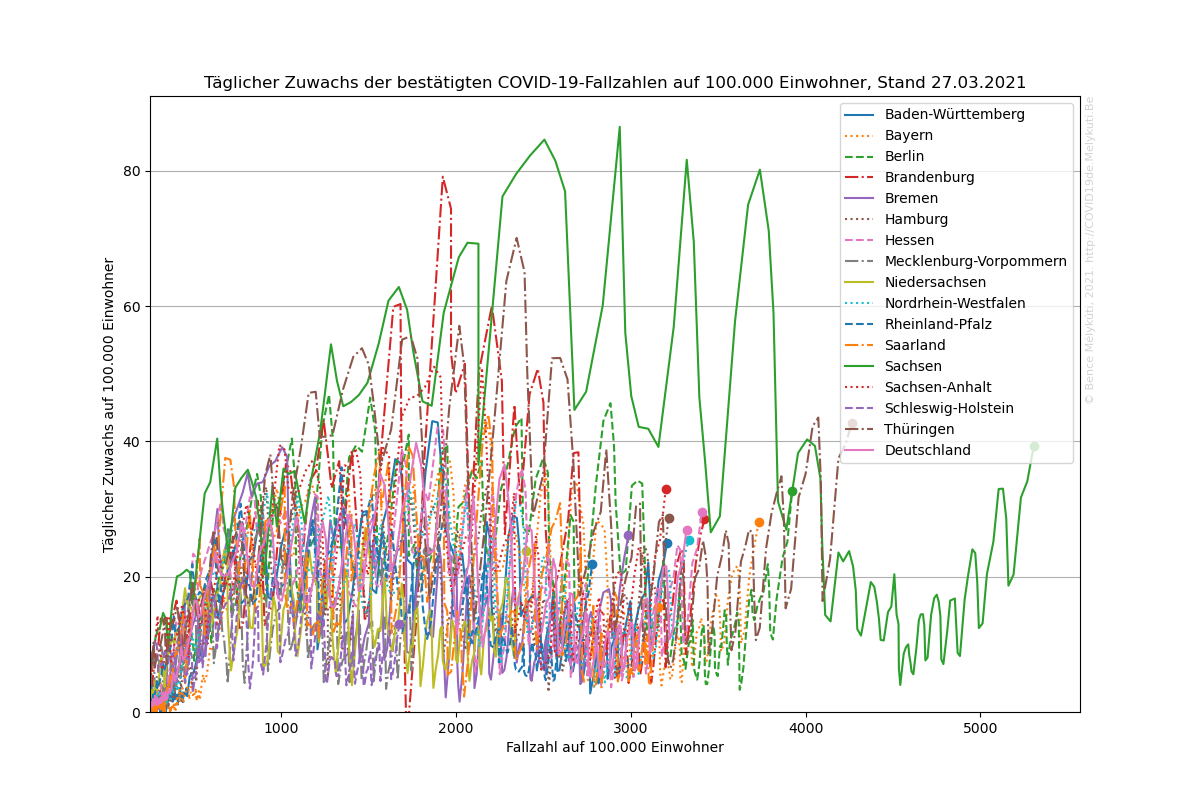 Täglicher Zuwachs der bestätigten COVID-19-Fallzahlen auf 100.000 Einwohner, Stand 27.03.2021
Täglicher Zuwachs auf 100.000 Einwohner
80
60
40
20
0
1000
2000
3000
4000
5000
Fallzahl auf 100.000 Einwohner
Baden-Württemberg
Bayern
Berlin
Brandenburg
Bremen
Hamburg
Hessen
Mecklenburg-Vorpommern
Niedersachsen
Nordrhein-Westfalen
Rheinland-Pfalz
Saarland
Sachsen
Sachsen-Anhalt
Schleswig-Holstein
Thüringen
Deutschland
© Bence Mélykúti, 2021 http://COVID19de.Melykuti.Be